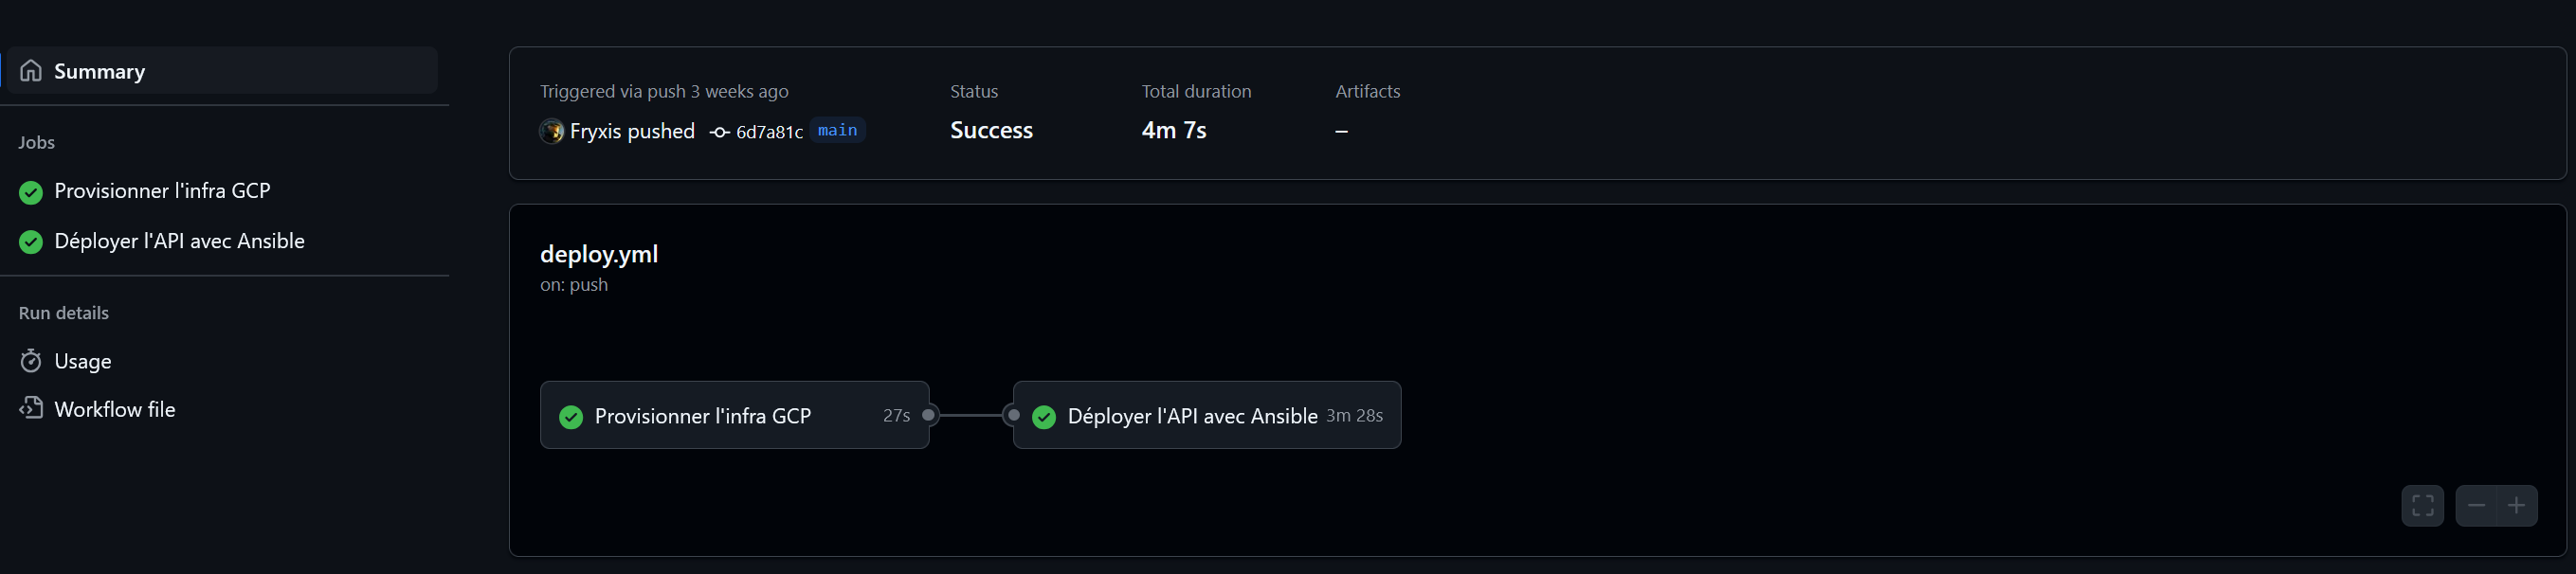 Summary
Jobs
Provisionner l'infra GCP
Déployer l'API avec Ansible
Run details
Usage
Workflow file
Triggered via push 3 weeks ago
Fryxis pushed 6d7a81c main
Status
Success
Total duration
4m 7s
Artifacts
–
deploy.yml
on: push
Provisionner l'infra GCP 27s
Déployer l'API avec Ansible 3m 28s